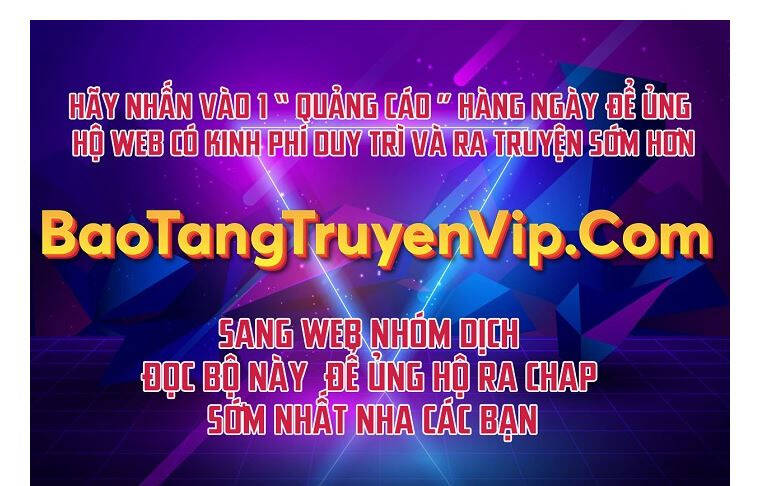 HÃY NHẤN VÀO 1 “ QUẢNG CÁO ” HÀNG NGÀY ĐỂ ỦNG
HỘ WEB CÓ KINH PHÍ DUY TRÌ VÀ RA TRUYỆN SỚM HƠN
BaoTangTruyenVip.Com
SANG WEB NHÓM DỊCH
ĐỌC BỘ NÀY ĐỂ ỦNG HỘ RA CHAP
SỚM NHẤT NHA CÁC BẠN